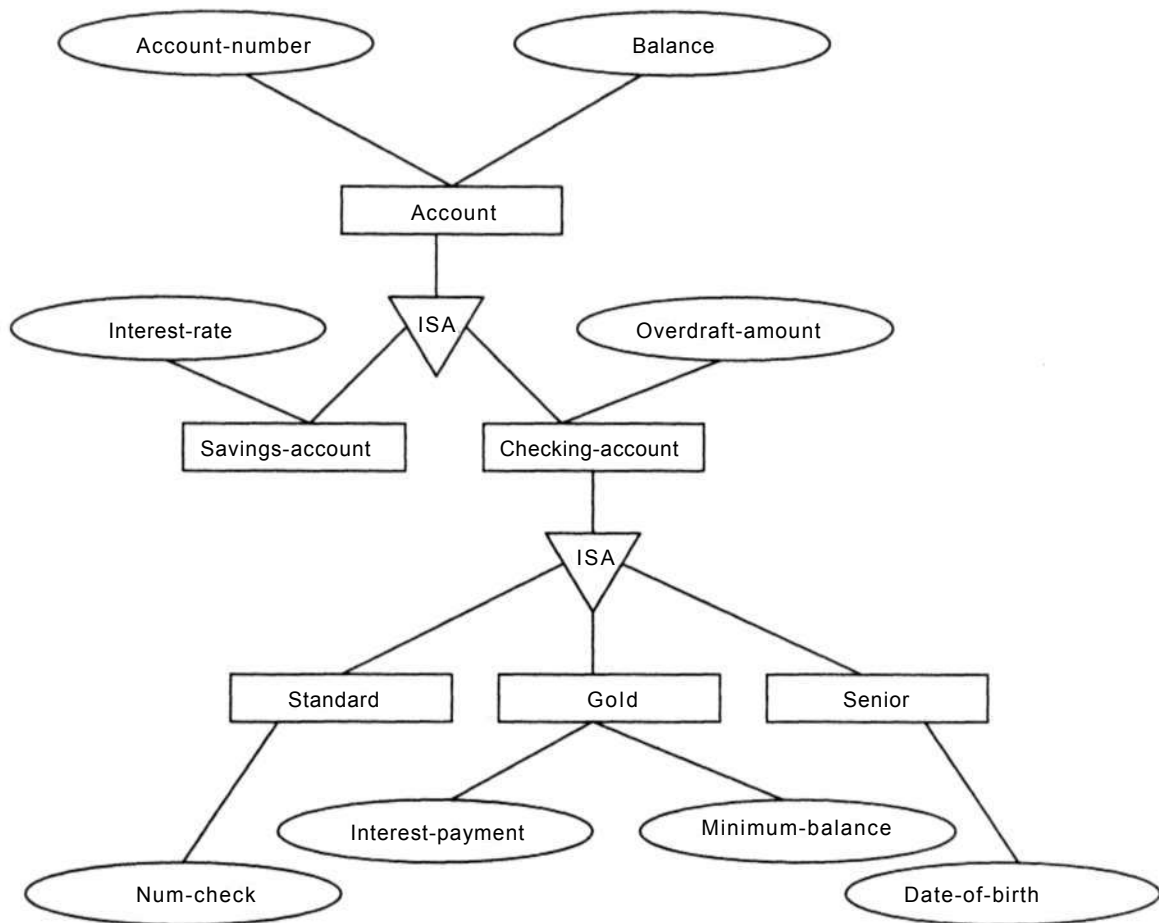 Account-number
Balance
Account
ISA
Interest-rate
Overdraft-amount
Savings-account
Checking-account
ISA
Standard
Gold
Senior
Interest-payment
Minimum-balance
Num-check
Date-of-birth